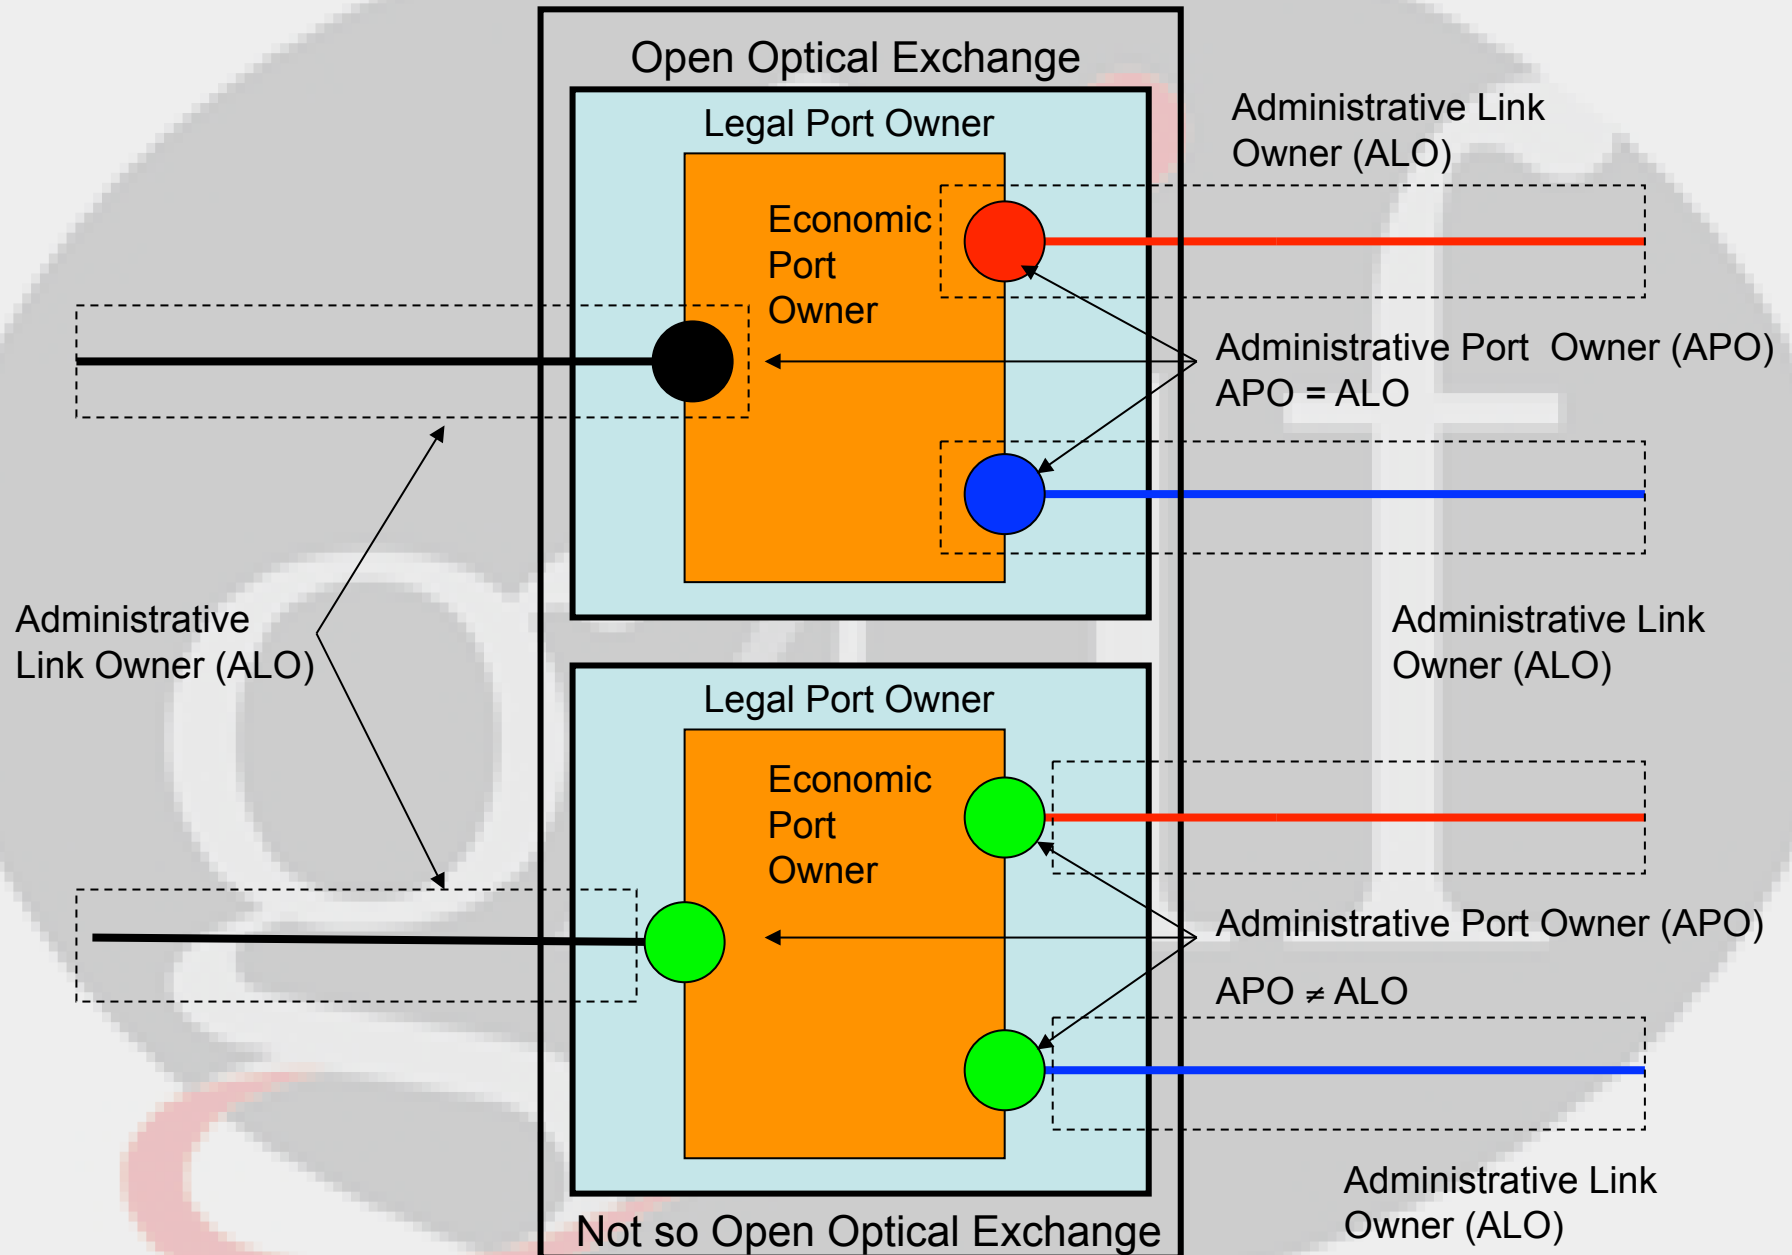 Open Optical Exchange
Legal Port Owner
Economic
Port
Owner
Administrative Link
Owner (ALO)
Administrative Port Owner (APO)
APO = ALO
Administrative
Link Owner (ALO)
Administrative Link
Owner (ALO)
Legal Port Owner
Economic
Port
Owner
Administrative Port Owner (APO)
APO ≠ ALO
Administrative Link
Owner (ALO)
Not so Open Optical Exchange